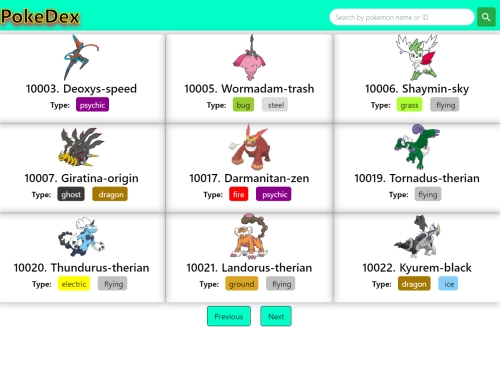 PokeDex
Search by pokemon name or ID
10003. Deoxys-speed
Type: psychic
10005. Wormadam-trash
Type: bug steel
10006. Shaymin-sky
Type: grass flying
10007. Giratina-origin
Type: ghost dragon
10017. Darmanitan-zen
Type: fire psychic
10019. Tornadus-therian
Type: flying
10020. Thundurus-therian
Type: electric flying
10021. Landorus-therian
Type: ground flying
10022. Kyurem-black
Type: dragon ice
Previous Next